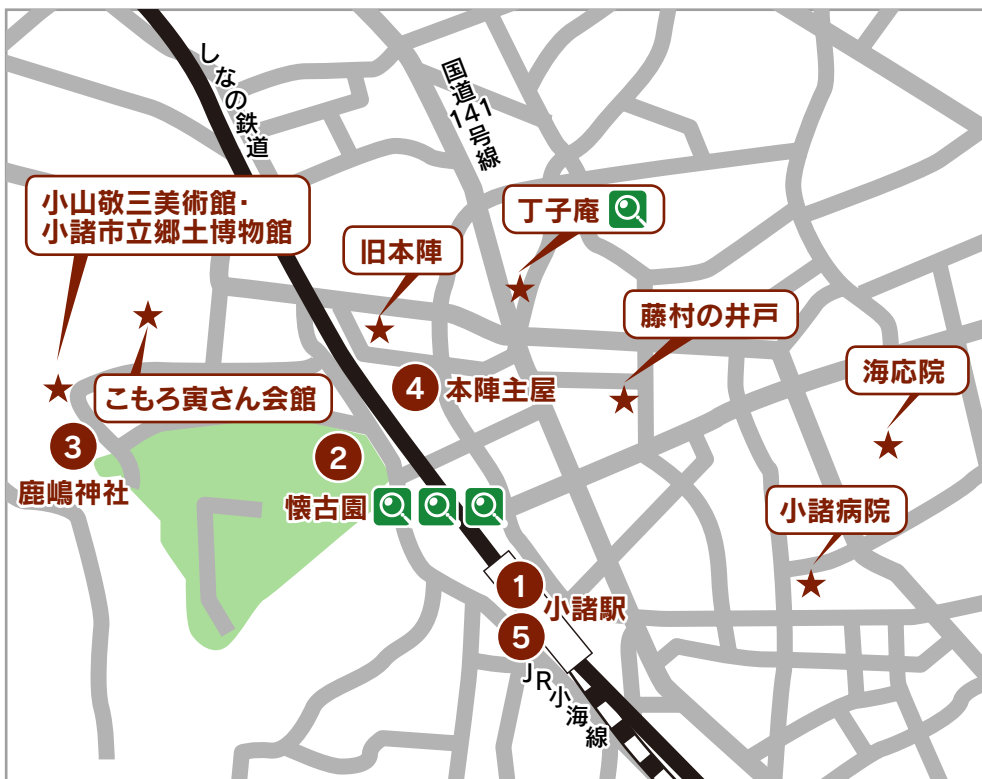 しなの鉄道
国道141号線
小山敬三美術館・
小諸市立郷土博物館
旧本陣
丁子庵
藤村の井戸
こもろ寅さん会館
4 本陣主屋
海応院
3
鹿嶋神社
2
懐古園
小諸病院
1
小諸駅
5
JR小海線